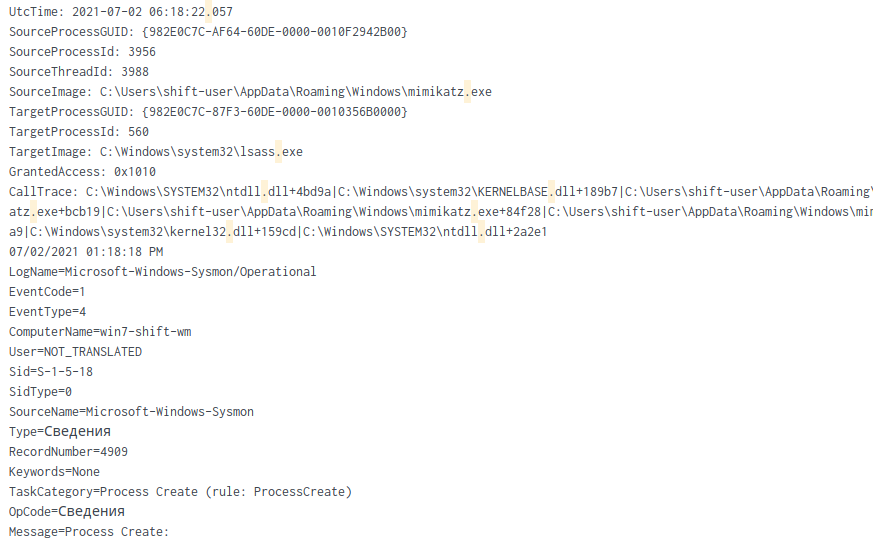 UtcTime: 2021-07-02 06:18:22.057
SourceProcessGUID: {982E0C7C-AF64-60DE-0000-0010F2942B00}
SourceProcessId: 3956
SourceThreadId: 3988
SourceImage: C:\Users\shift-user\AppData\Roaming\Windows\mimikatz.exe
TargetProcessGUID: {982E0C7C-87F3-60DE-0000-0010356B0000}
TargetProcessId: 560
TargetImage: C:\Windows\system32\lsass.exe
GrantedAccess: 0x1010
CallTrace: C:\Windows\SYSTEM32\ntdll.dll+4bd9a|C:\Windows\system32\KERNELBASE.dll+189b7|C:\Users\shift-user\AppData\Roaming\
atz.exe+bcb19|C:\Users\shift-user\AppData\Roaming\Windows\mimikatz.exe+84f28|C:\Users\shift-user\AppData\Roaming\Windows\mi
a9|C:\Windows\system32\kernel32.dll+159cd|C:\Windows\SYSTEM32\ntdll.dll+2a2e1
07/02/2021 01:18:18 PM
LogName=Microsoft-Windows-Sysmon/Operational
EventCode=1
EventType=4
ComputerName=win7-shift-wm
User=NOT_TRANSLATED
Sid=S-1-5-18
SidType=0
SourceName=Microsoft-Windows-Sysmon
Type=Сведения
RecordNumber=4909
Keywords=None
TaskCategory=Process Create (rule: ProcessCreate)
OpCode=Сведения
Message=Process Create: